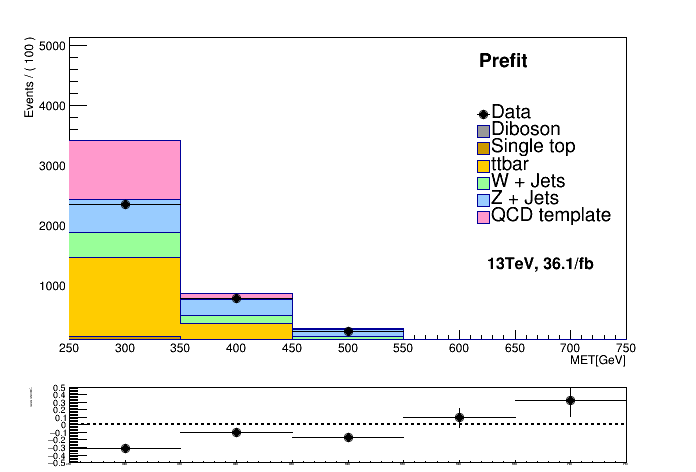 Events / ( 100 )
5000
4000
3000
2000
1000
Prefit
Data
Diboson
Single top
ttbar
W + Jets
Z + Jets
QCD template
13TeV, 36.1/fb
250 300 350 400 450 500 550 600 650 700 750
MET[GeV]
0.5
0.4
0.3
0.2
0.1
0
−0.1
−0.2
−0.3
−0.4
−0.5